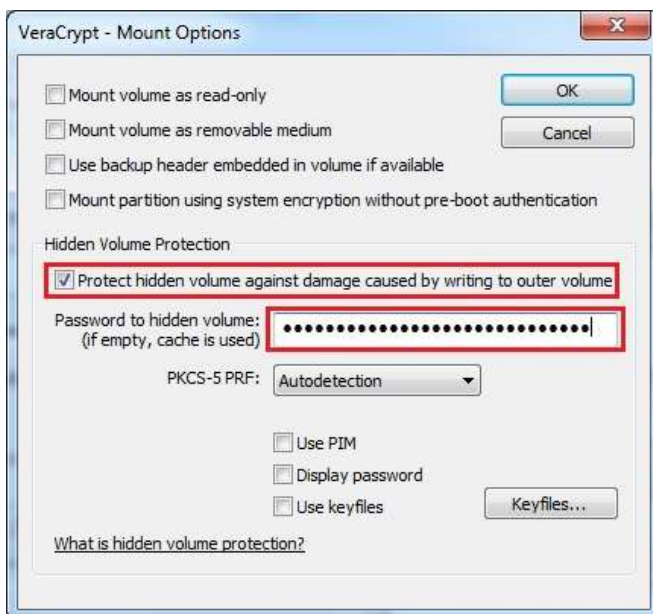 VeraCrypt - Mount Options
Mount volume as read-only
OK
Mount volume as removable medium
Cancel
Use backup header embedded in volume if available
Mount partition using system encryption without pre-boot authentication
Hidden Volume Protection
Protect hidden volume against damage caused by writing to outer volume
Password to hidden volume:
(if empty, cache is used)
••••••••••••••••••••••••••••••
PKCS-5 PRF:
Autodetection
Use PIM
Display password
Use keyfiles
Keyfiles...
What is hidden volume protection?